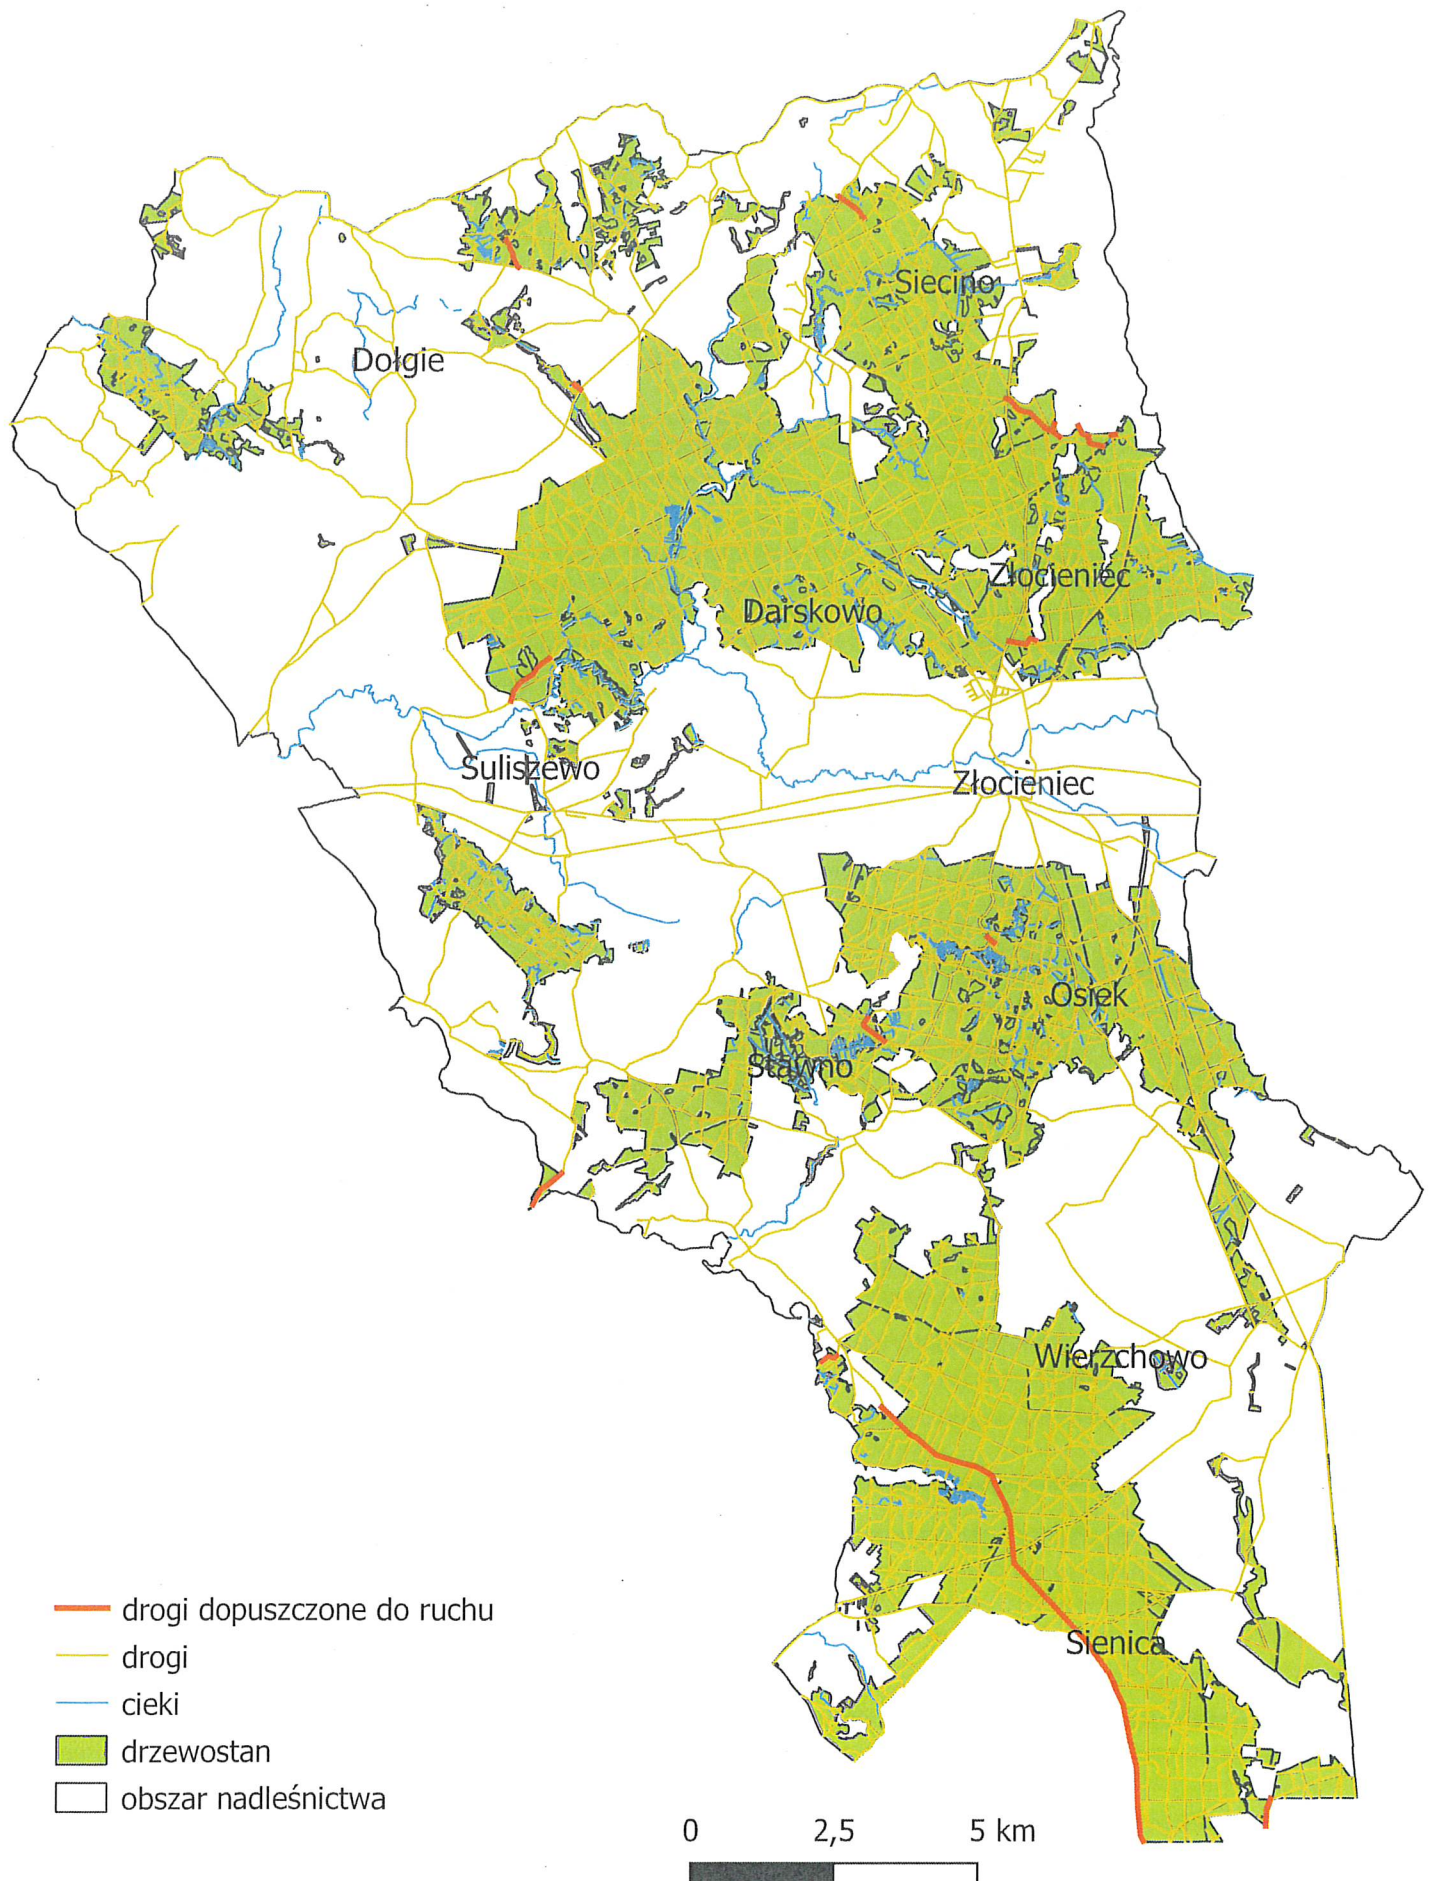 Siecino
Dołgie
Złocieniec
Darskowo
Suliszewo
Złocieniec
Osiek
Stawno
Wierzchowo
Sienica
drogi dopuszczone do ruchu
drogi
cieki
drzewostan
obszar nadleśnictwa
0 2,5 5 km